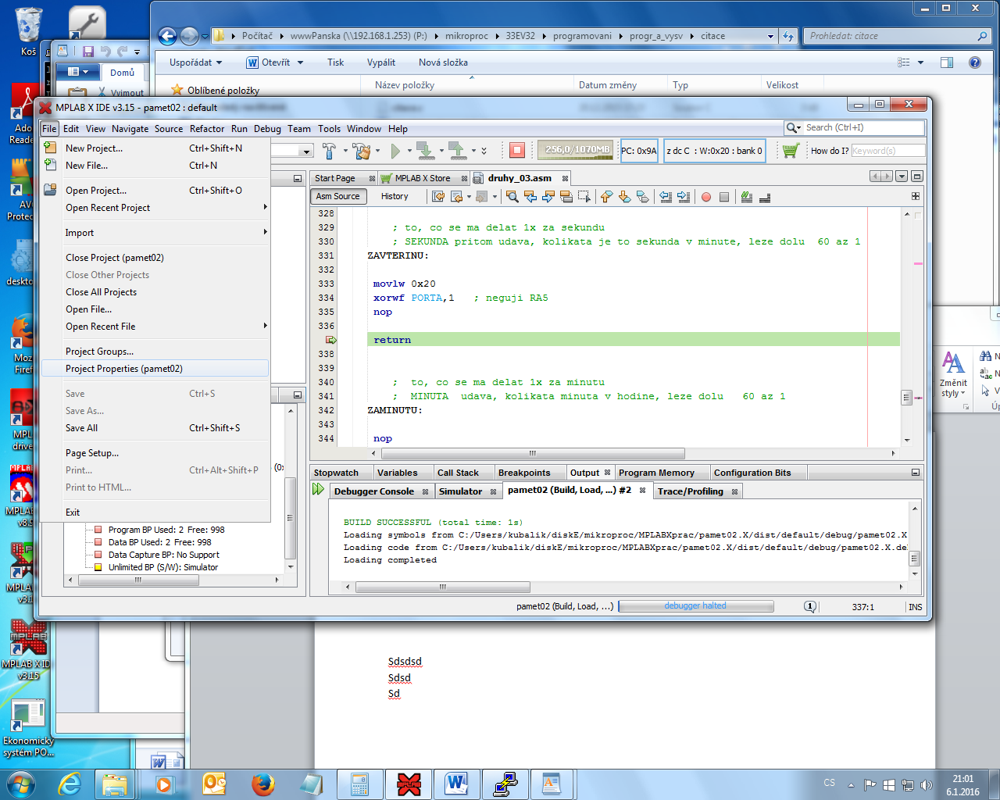 Koš
Počítač ▸ wwwPanska (\\192.168.1.253) (P:) ▸ mikroproc ▸ 33EV32 ▸ programovani ▸ progr_a_vysv ▸ citace
Prohledat: citace
Uspořádat
Otevřít
Tisk
Vypálit
Nová složka
Domů
Vyjmout
Oblíbené položky
Název položky
Datum změny
Typ
Velikost
MPLAB X IDE v3.15 - pamet02 : default
File Edit View Navigate Source Refactor Run Debug Team Tools Window Help
Search (Ctrl+I)
256,0/1070MB
PC: 0x9A
z dc C : W:0x20 : bank 0
How do I?
Keyword(s)
New Project... Ctrl+Shift+N
New File... Ctrl+N
Open Project... Ctrl+Shift+O
Open Recent Project
Import
Close Project (pamet02)
Close Other Projects
Close All Projects
Open File...
Open Recent File
Project Groups...
Project Properties (pamet02)
Save Ctrl+S
Save As...
Save All Ctrl+Shift+S
Page Setup...
Print... Ctrl+Alt+Shift+P
Print to HTML...
Exit
Start Page
MPLAB X Store
druhy_03.asm
Asm Source
History
328
329 ; to, co se ma delat 1x za sekundu
330 ; SEKUNDA pritom udava, kolikata je to sekunda v minute, leze dolu 60 az 1
331 ZAVTERINU:
332
333 movlw 0x20
334 xorwf PORTA,1 ; neguji RA5
335 nop
336
return
338
339
340 ; to, co se ma delat 1x za minutu
341 ; MINUTA udava, kolikata minuta v hodine, leze dolu 60 az 1
342 ZAMINUTU:
343
344 nop
Program BP Used: 2 Free: 998
Data BP Used: 2 Free: 998
Data Capture BP: No Support
Unlimited BP (S/W): Simulator
Stopwatch
Variables
Call Stack
Breakpoints
Output
Program Memory
Configuration Bits
Debugger Console
Simulator
pamet02 (Build, Load, ...) #2
Trace/Profiling
BUILD SUCCESSFUL (total time: 1s)
Loading symbols from C:/Users/kubalik/diskE/mikroproc/MPLABXprac/pamet02.X/dist/default/debug/pamet02.X
Loading code from C:/Users/kubalik/diskE/mikroproc/MPLABXprac/pamet02.X/dist/default/debug/pamet02.X.de
Loading completed
pamet02 (Build, Load, ...)
debugger halted
337:1
INS
Změnit
styly
Ado
Reade
AV
Protec
deskto
Moz
Firef
MPL
drive
MPLA
v8.9
MPLA
v3.1
MPLAB X ID
v3.15
Ekonomický
systém PO...
Sdsdsd
Sdsd
Sd
CS
21:01
6.1.2016